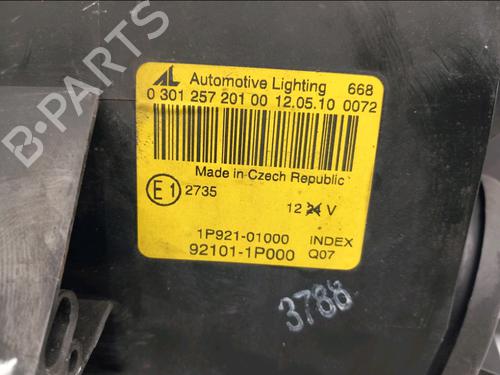 B-PARTS
AL Automotive Lighting 668
0 301 257 201 00 12.05.10 0072
Made in Czech Republic
E1 2735
12 24 V
1P921-01000 INDEX
92101-1P000 Q07
3788